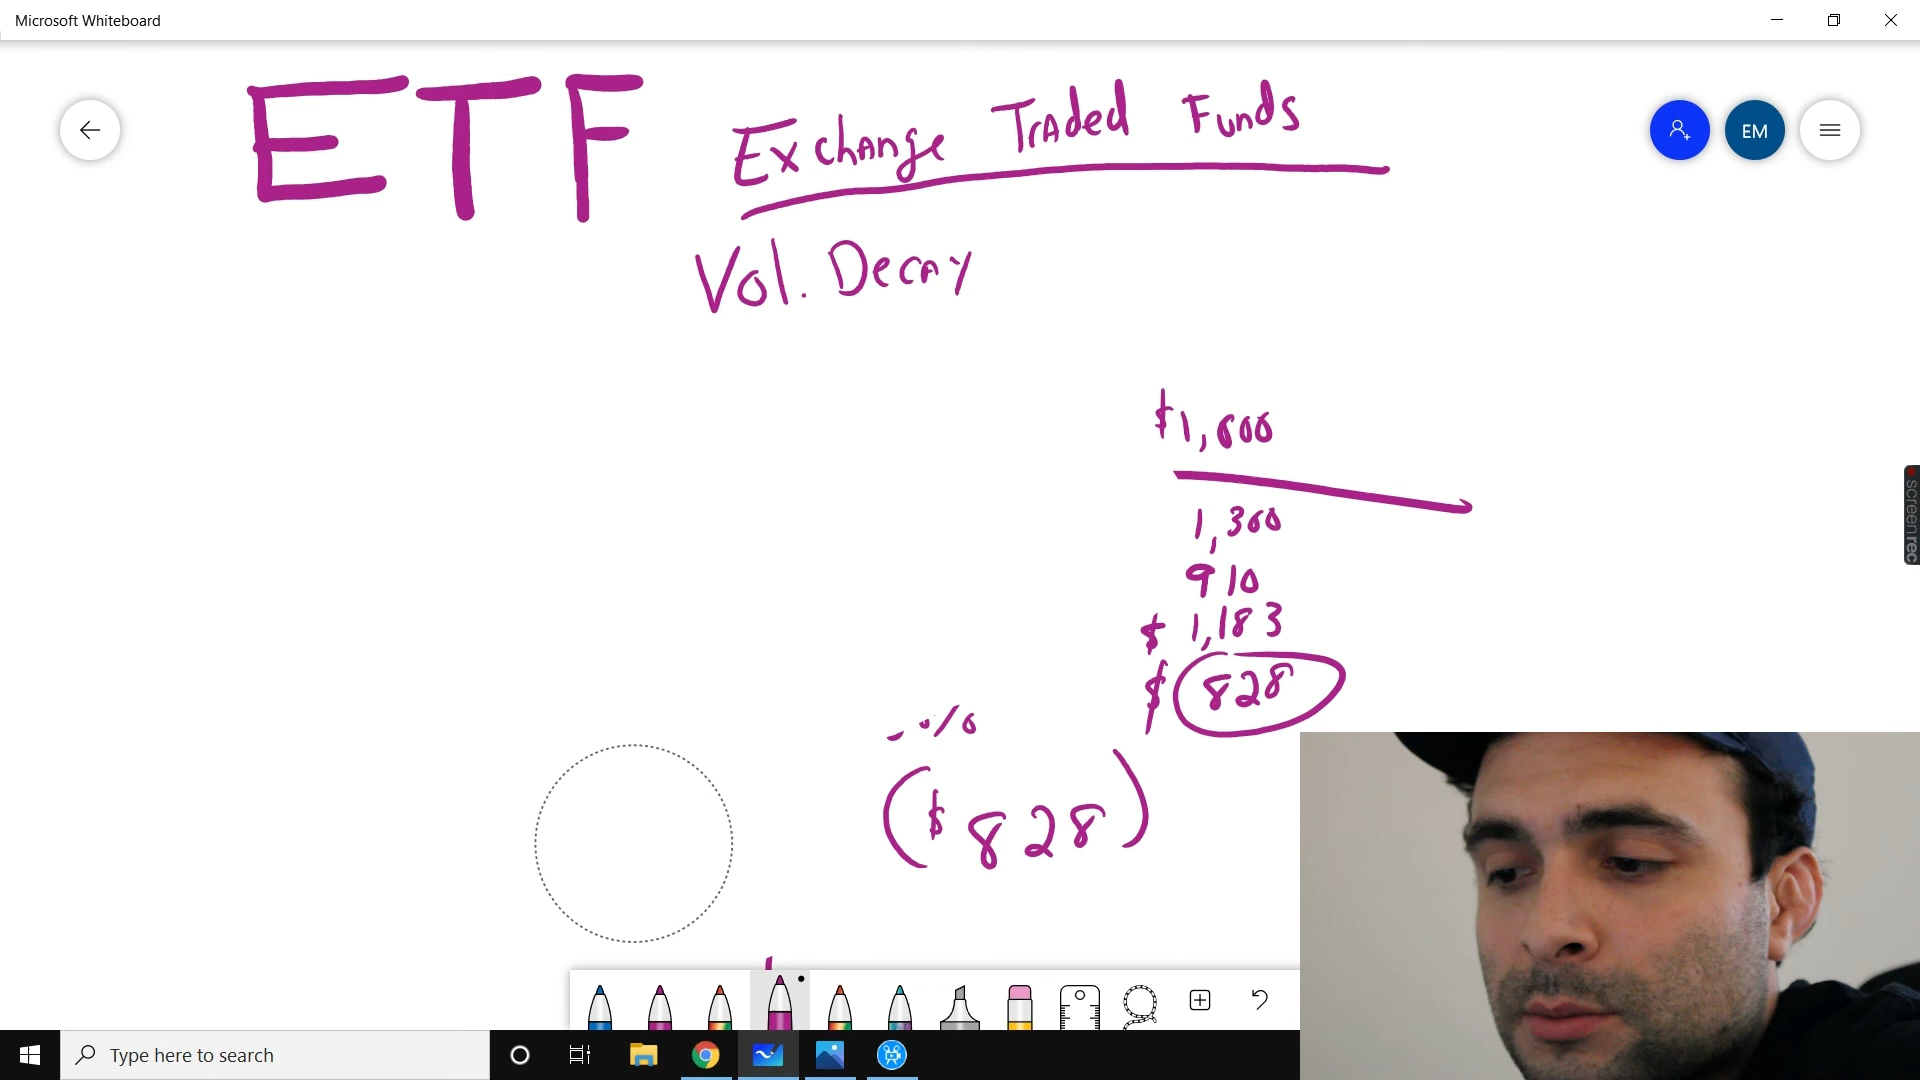 Microsoft Whiteboard
ETF Exchange Traded Funds
EM
Vol. Decay
$1,000
1,300
910
$ 1,183
$ 828
%
($ 828)
screenrec
Type here to search